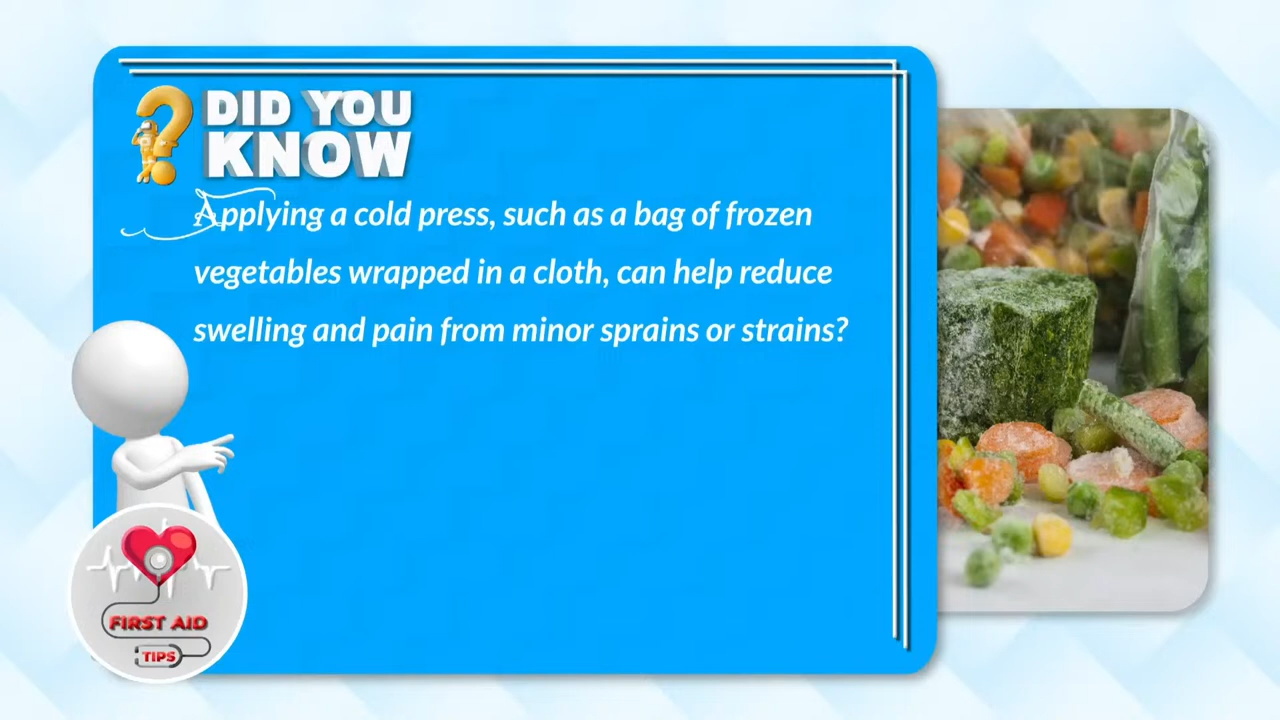 DID YOU
KNOW
Applying a cold press, such as a bag of frozen
vegetables wrapped in a cloth, can help reduce
swelling and pain from minor sprains or strains?
FIRST AID
TIPS